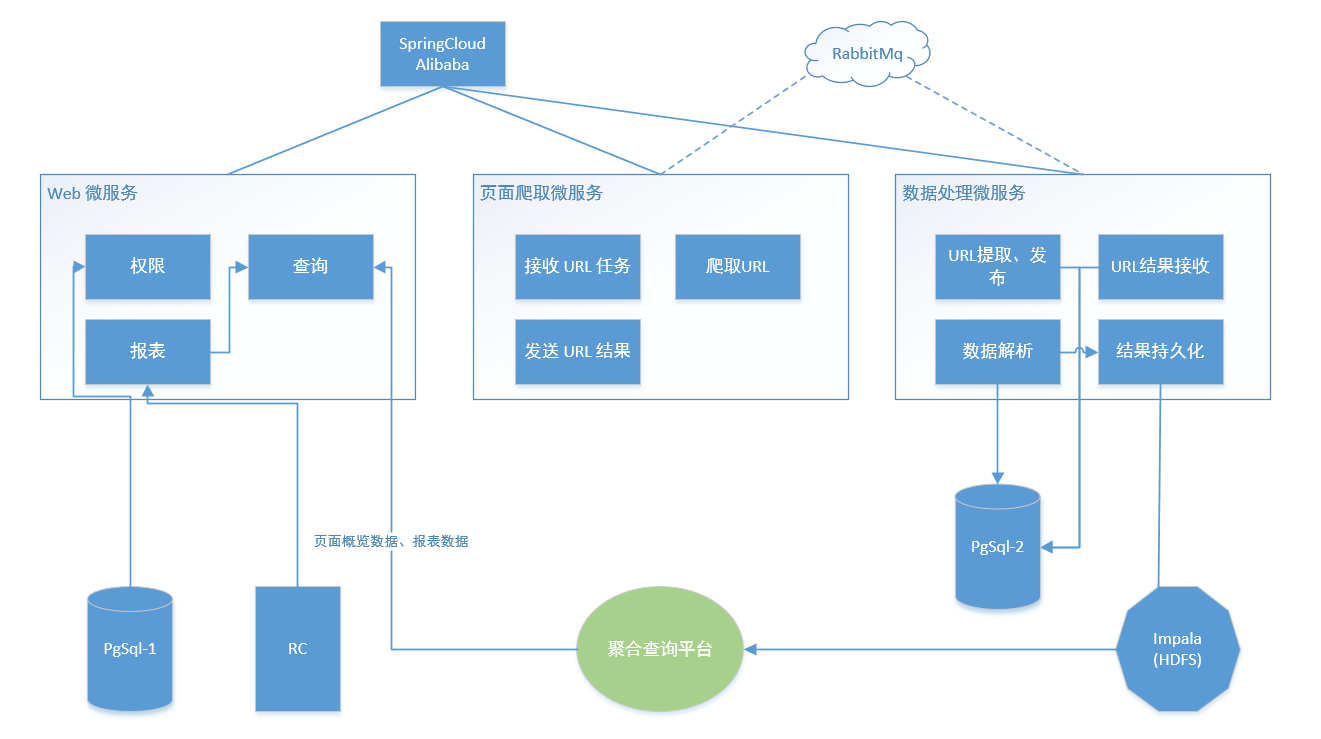 SpringCloud
Alibaba
RabbitMq
Web 微服务
页面爬取微服务
数据处理微服务
权限
查询
接收 URL 任务
爬取URL
URL提取、发
布
URL结果接收
报表
发送 URL 结果
数据解析
结果持久化
页面概览数据、报表数据
PgSql-2
PgSql-1
RC
聚合查询平台
Impala
(HDFS)